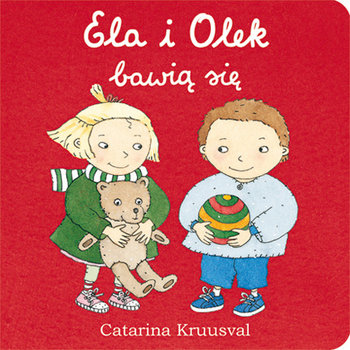 Ela i Olek
bawią się
Catarina Kruusval